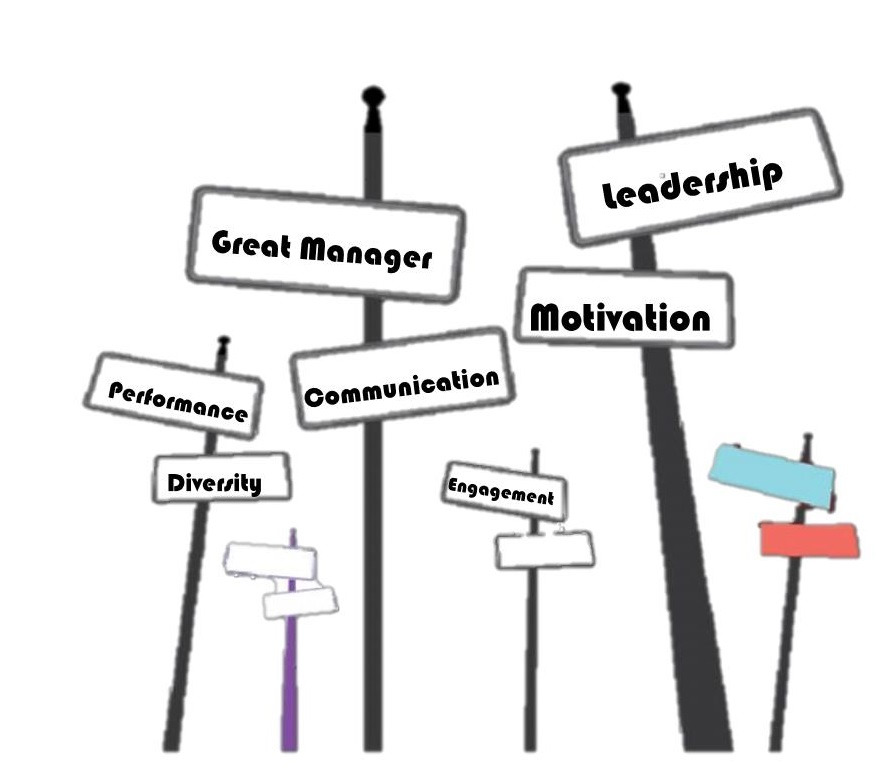 Leadership
Great Manager
Motivation
Communication
Performance
Diversity
Engagement